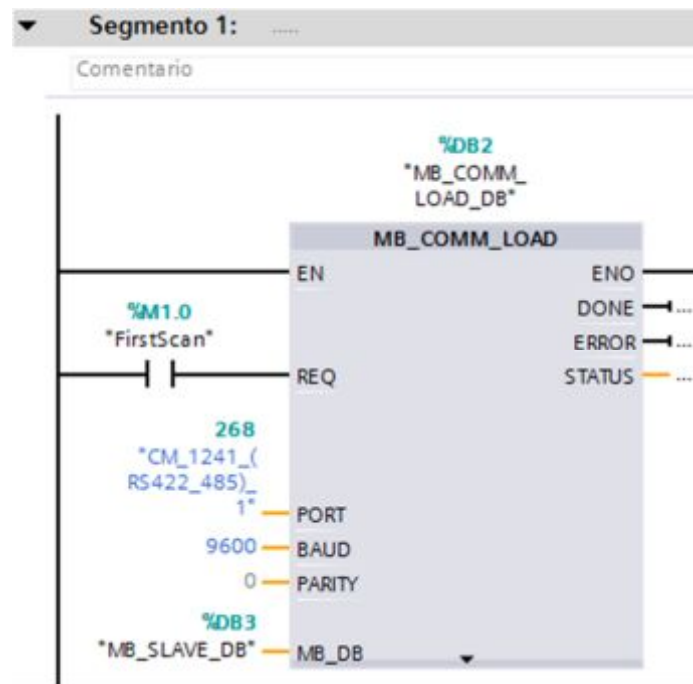 Segmento 1: .....
Comentario
%DB2
"MB_COMM_
LOAD_DB"
MB_COMM_LOAD
EN ENO
%M1.0 DONE ...
"FirstScan" ERROR ...
REQ STATUS ...
268
"CM_1241_(
RS422_485)_
1" PORT
9600 BAUD
0 PARITY
%DB3
"MB_SLAVE_DB" MB_DB